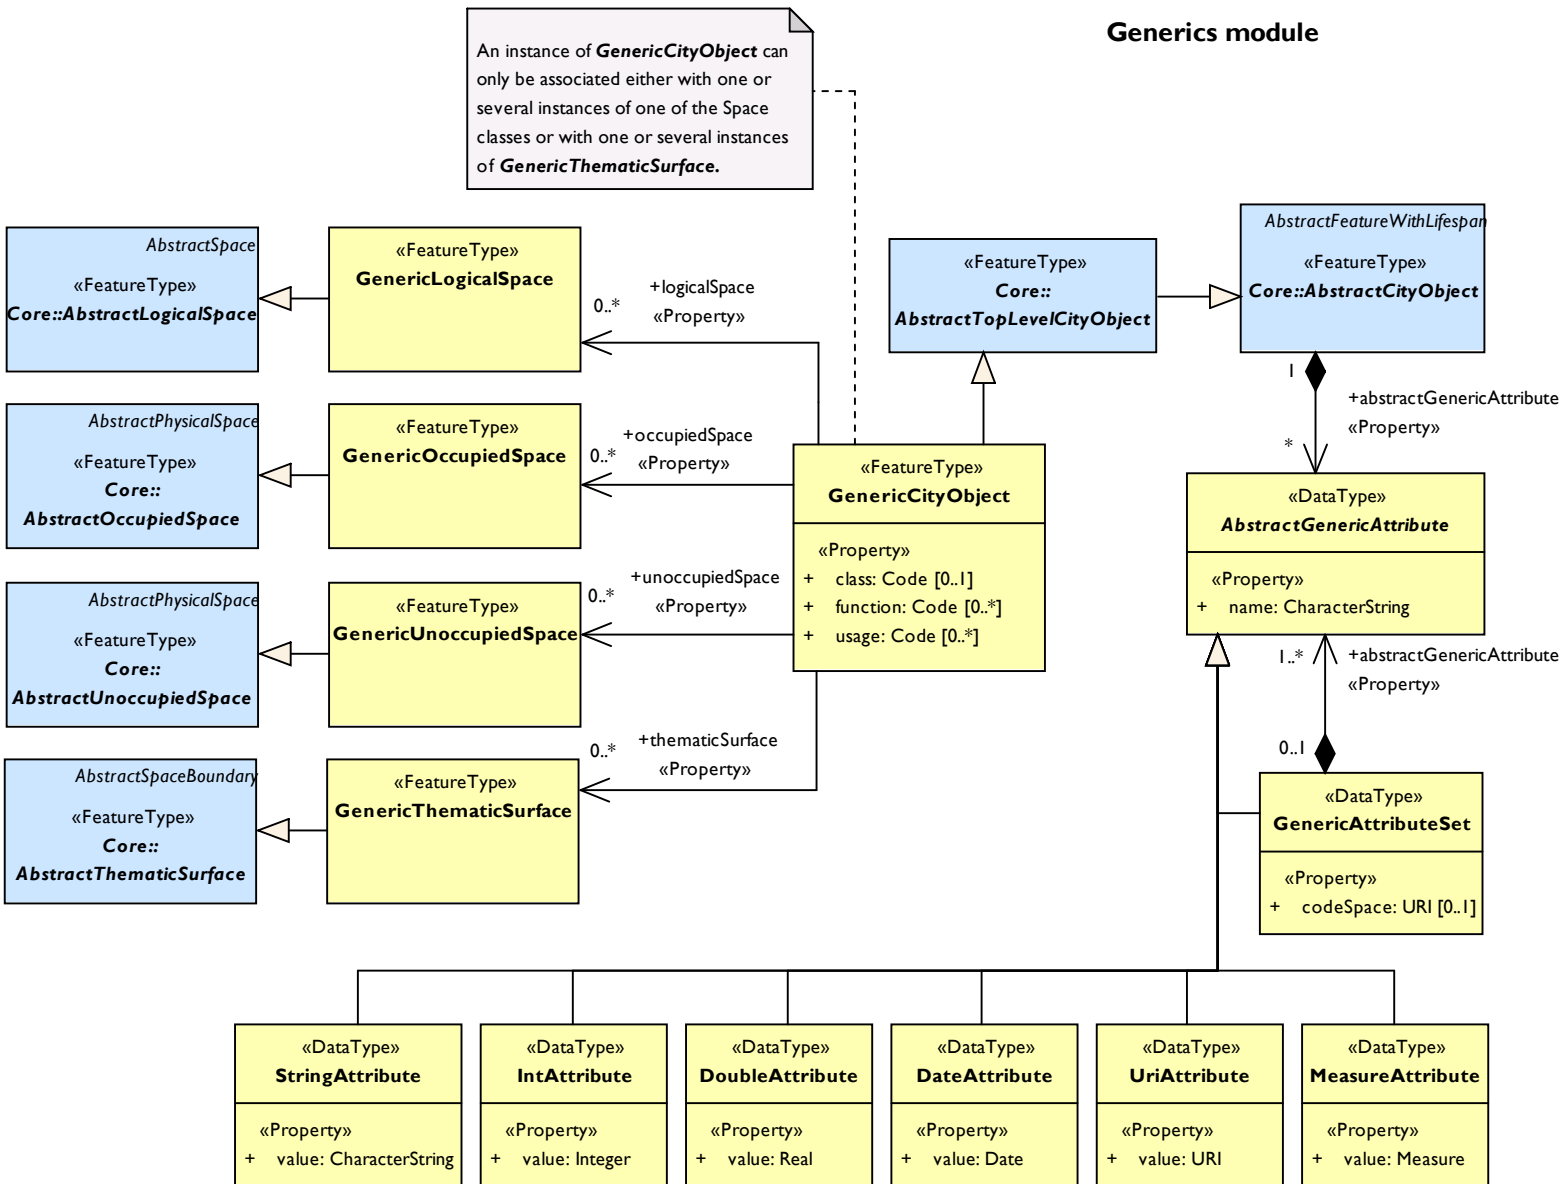 Generics module
An instance of GenericCityObject can
only be associated either with one or
several instances of one of the Space
classes or with one or several instances
of GenericThematicSurface.
AbstractSpace
«FeatureType»
Core::AbstractLogicalSpace
«FeatureType»
GenericLogicalSpace
+logicalSpace
0..*
«Property»
«FeatureType»
Core::
AbstractTopLevelCityObject
AbstractFeatureWithLifespan
«FeatureType»
Core::AbstractCityObject
1
+abstractGenericAttribute
«Property»
*
AbstractPhysicalSpace
«FeatureType»
Core::
AbstractOccupiedSpace
«FeatureType»
GenericOccupiedSpace
+occupiedSpace
0..*
«Property»
«FeatureType»
GenericCityObject
«Property»
+ class: Code [0..1]
+ function: Code [0..*]
+ usage: Code [0..*]
«DataType»
AbstractGenericAttribute
«Property»
+ name: CharacterString
AbstractPhysicalSpace
«FeatureType»
Core::
AbstractUnoccupiedSpace
«FeatureType»
GenericUnoccupiedSpace
+unoccupiedSpace
0..*
«Property»
1..*
+abstractGenericAttribute
«Property»
0..1
AbstractSpaceBoundary
«FeatureType»
Core::
AbstractThematicSurface
«FeatureType»
GenericThematicSurface
+thematicSurface
0..*
«Property»
«DataType»
GenericAttributeSet
«Property»
+ codeSpace: URI [0..1]
«DataType»
StringAttribute
«Property»
+ value: CharacterString
«DataType»
IntAttribute
«Property»
+ value: Integer
«DataType»
DoubleAttribute
«Property»
+ value: Real
«DataType»
DateAttribute
«Property»
+ value: Date
«DataType»
UriAttribute
«Property»
+ value: URI
«DataType»
MeasureAttribute
«Property»
+ value: Measure